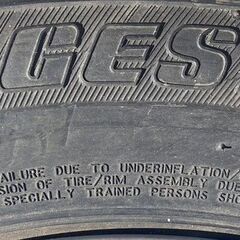 GES
AILURE DUE TO UNDERINFLATION/
SION OF TIRE/RIM ASSEMBLY DUE
SPECIALLY TRAINED PERSONS SHO